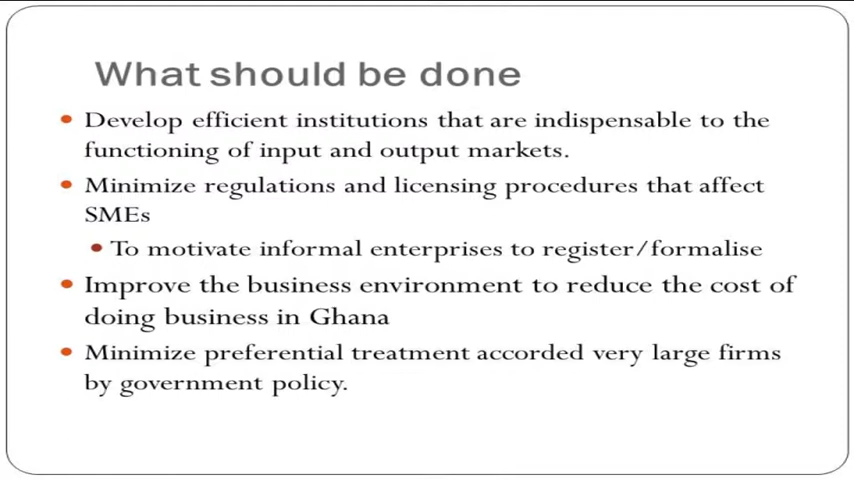 What should be done
• Develop efficient institutions that are indispensable to the
functioning of input and output markets.
• Minimize regulations and licensing procedures that affect
SMEs
• To motivate informal enterprises to register/formalise
• Improve the business environment to reduce the cost of
doing business in Ghana
• Minimize preferential treatment accorded very large firms
by government policy.